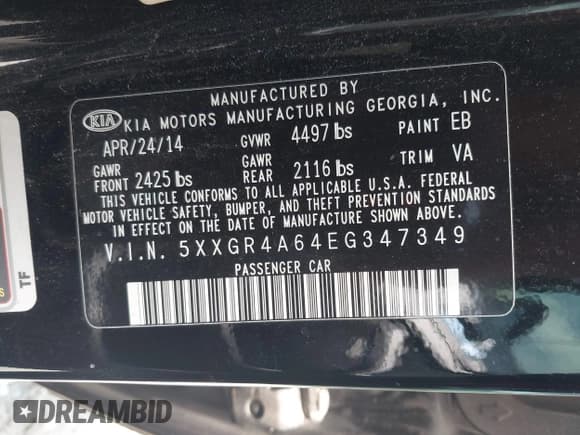 MANUFACTURED BY
KIA KIA MOTORS MANUFACTURING GEORGIA, INC.
APR/24/14 GVWR 4497 lbs PAINT EB
GAWR FRONT 2425 lbs GAWR REAR 2116 lbs TRIM VA
THIS VEHICLE CONFORMS TO ALL APPLICABLE U.S.A. FEDERAL
MOTOR VEHICLE SAFETY, BUMPER, AND THEFT PREVENTION STANDARDS
IN EFFECT ON THE DATE OF MANUFACTURE SHOWN ABOVE.
V.I.N. 5XXGR4A64EG347349
PASSENGER CAR
TF
S
DREAMBID